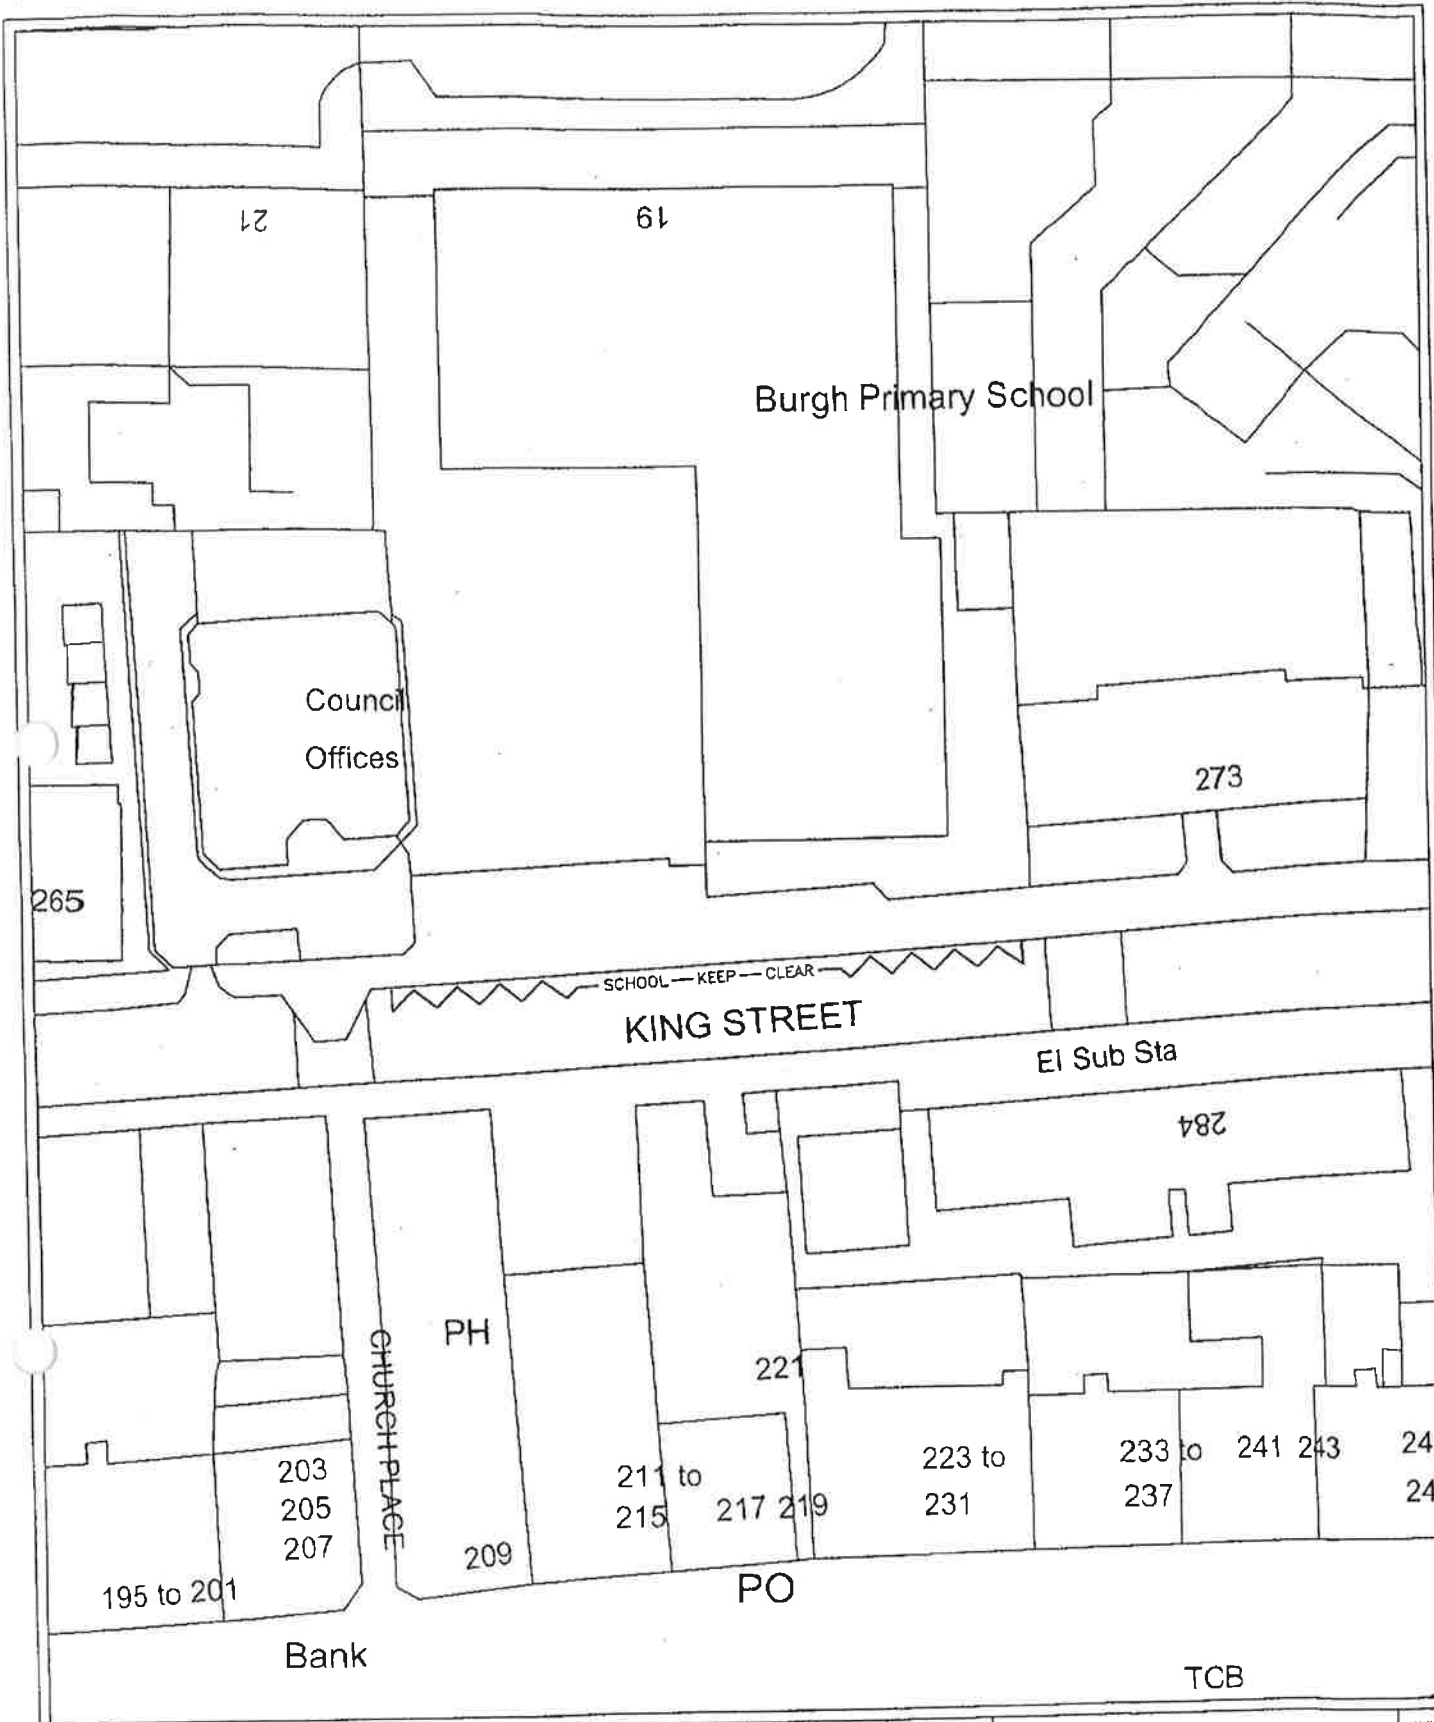 21
19
Burgh Primary School
Council
Offices
273
265
SCHOOL — KEEP — CLEAR
KING STREET
El Sub Sta
284
PH
CHURCH PLACE
221
203
205
207
211 to
215
217 219
223 to
231
233 to
237
241 243
24
24
209
195 to 201
PO
Bank
TCB